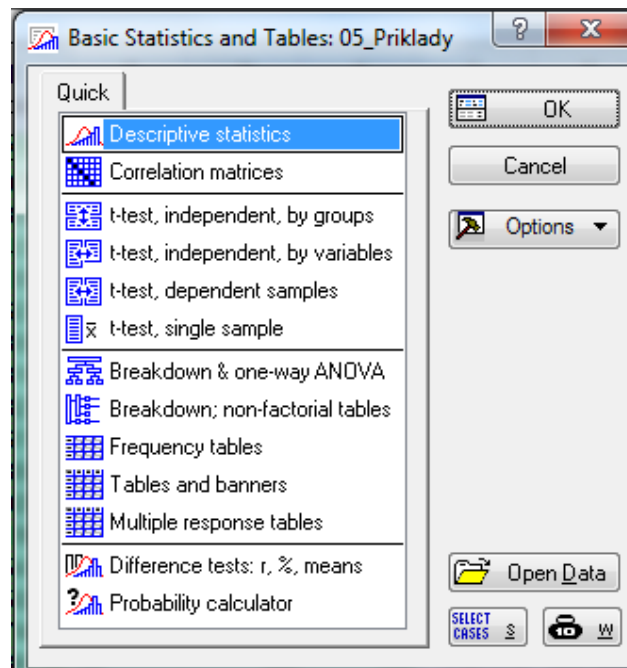 Basic Statistics and Tables: 05_Priklady
Quick
Descriptive statistics
Correlation matrices
t-test, independent, by groups
t-test, independent, by variables
t-test, dependent samples
x̄ t-test, single sample
Breakdown & one-way ANOVA
Breakdown; non-factorial tables
Frequency tables
Tables and banners
Multiple response tables
Difference tests: r, %, means
? Probability calculator
? X
OK
Cancel
Options
Open Data
SELECT
CASES S
10 W